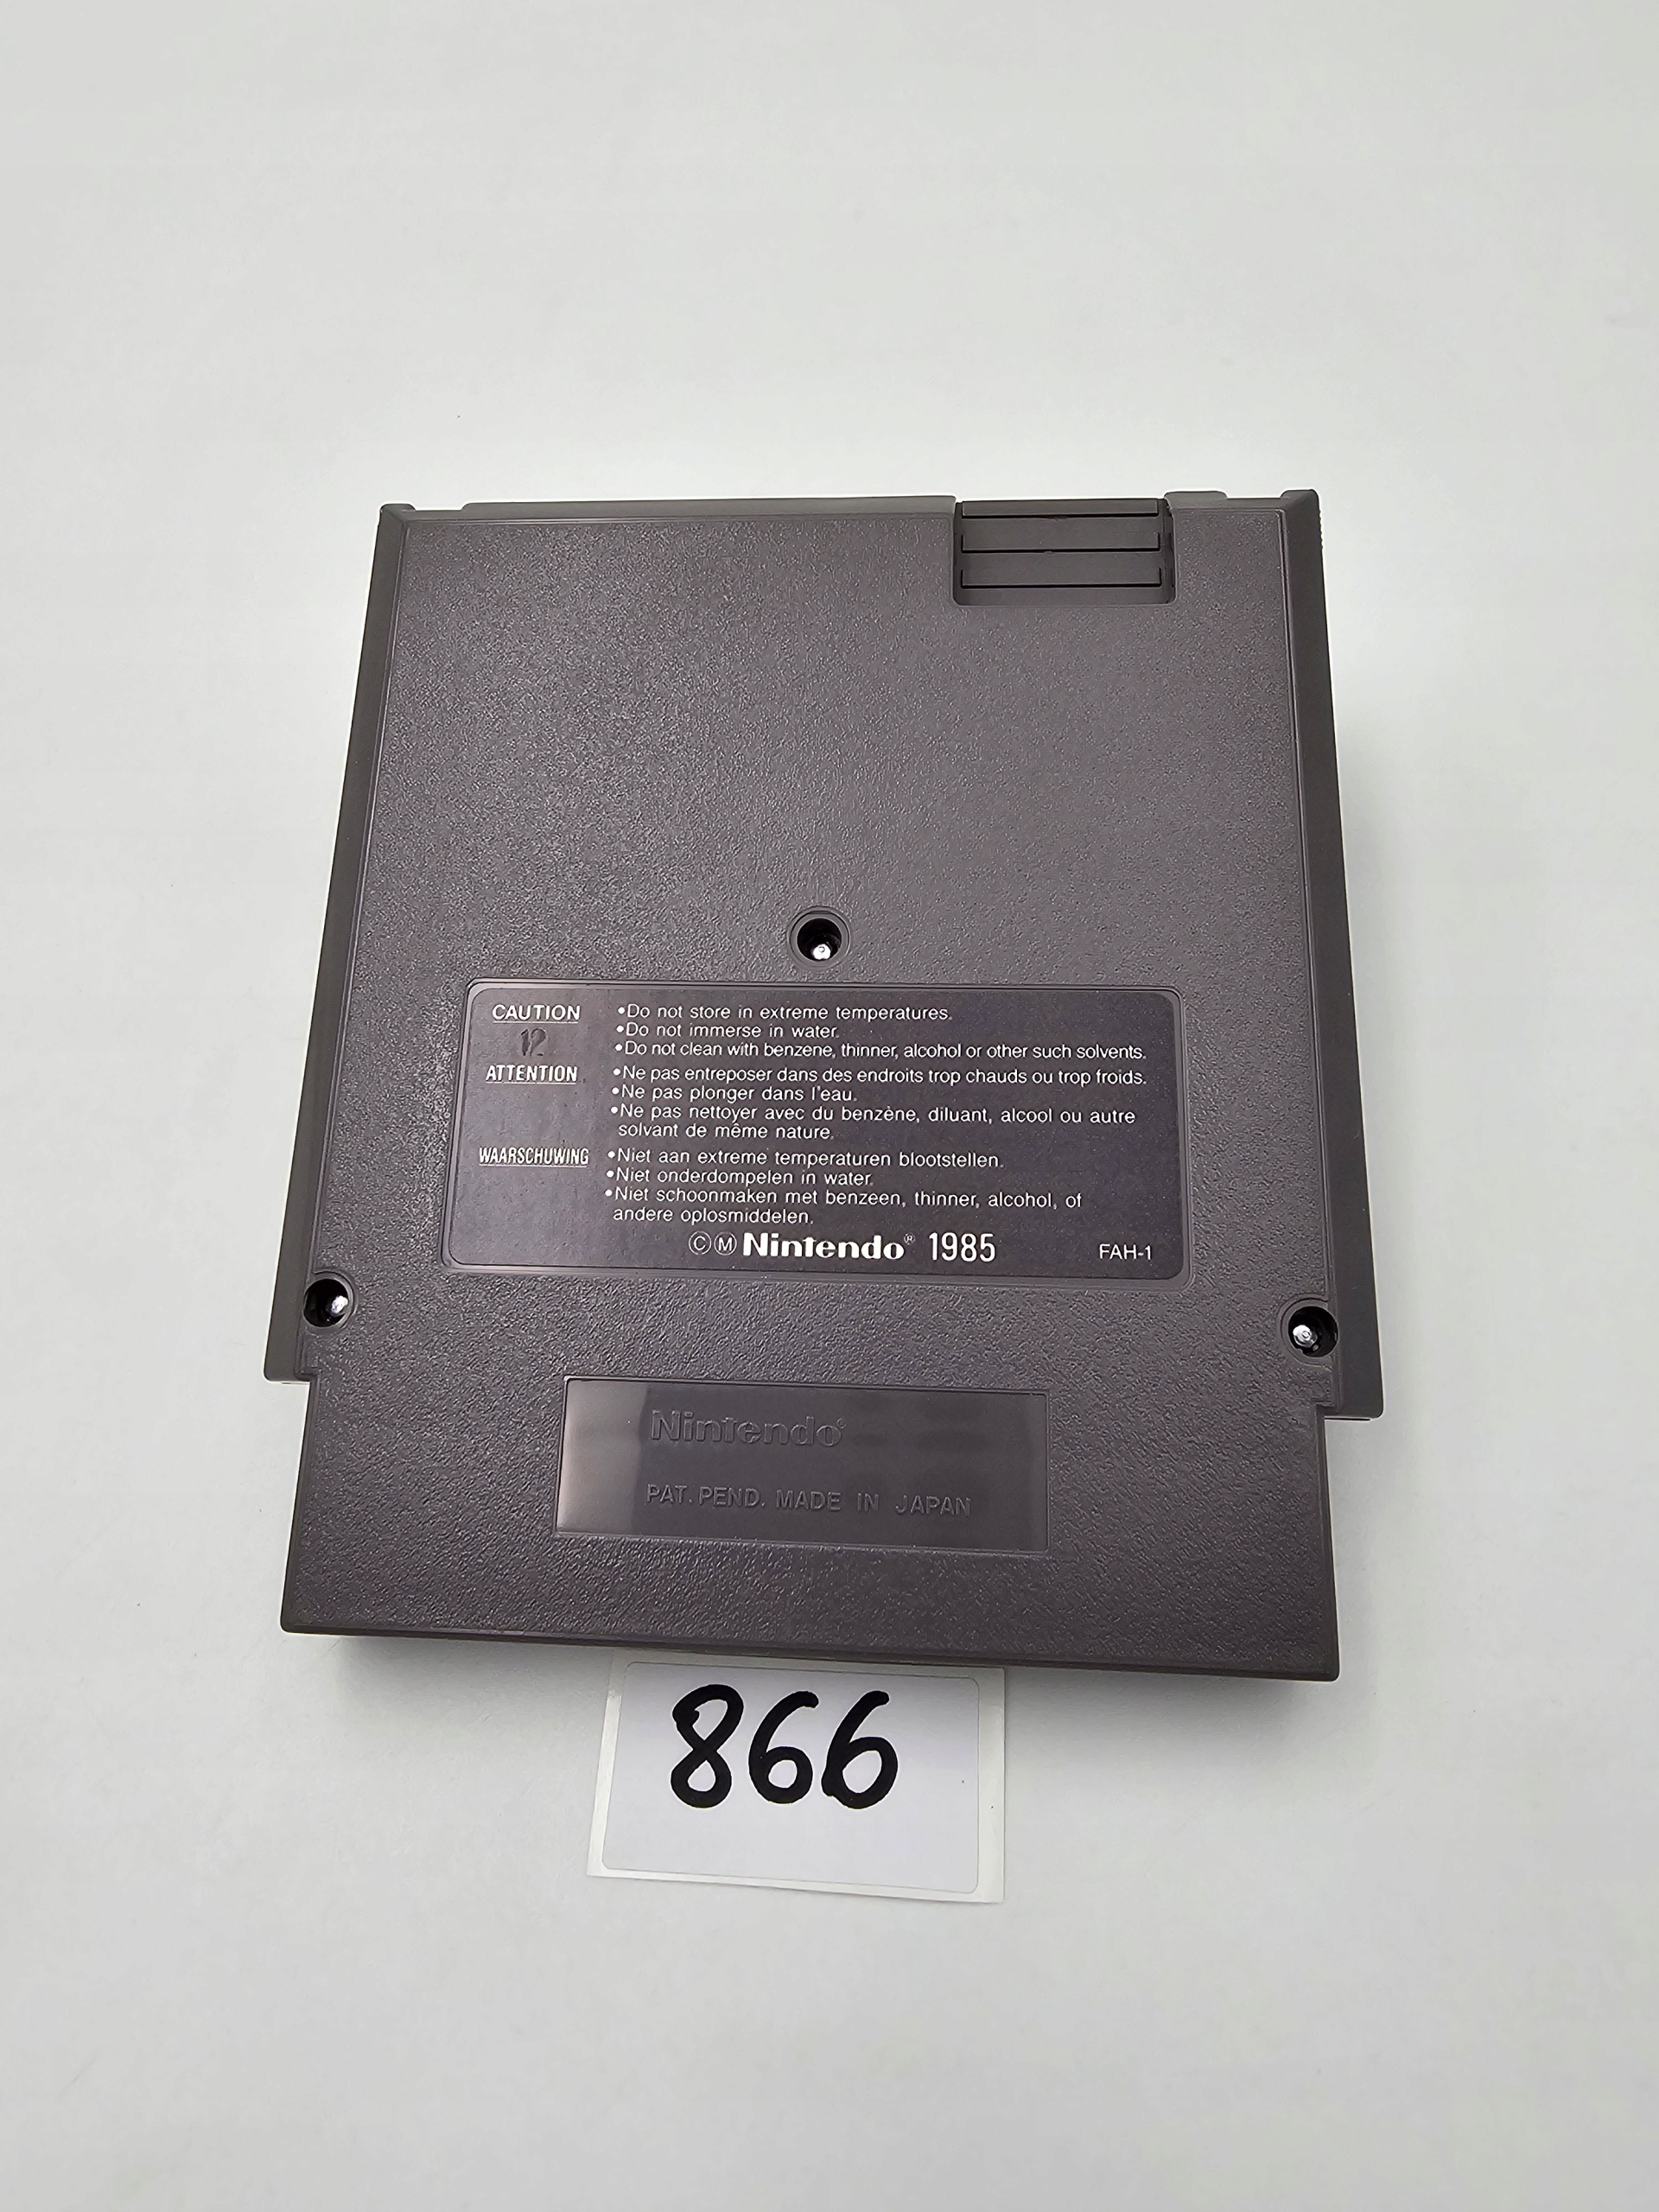 CAUTION •Do not store in extreme temperatures.
•Do not immerse in water.
12
•Do not clean with benzene, thinner, alcohol or other such solvents.
ATTENTION •Ne pas entreposer dans des endroits trop chauds ou trop froids.
•Ne pas plonger dans l'eau.
•Ne pas nettoyer avec du benzène, diluant, alcool ou autre
solvant de même nature.
WAARSCHUWING •Niet aan extreme temperaturen blootstellen.
•Niet onderdompelen in water.
•Niet schoonmaken met benzeen, thinner, alcohol, of
andere oplosmiddelen.
ⒸⓂ Nintendo® 1985 FAH-1
Nintendo®
PAT. PEND. MADE IN JAPAN
866